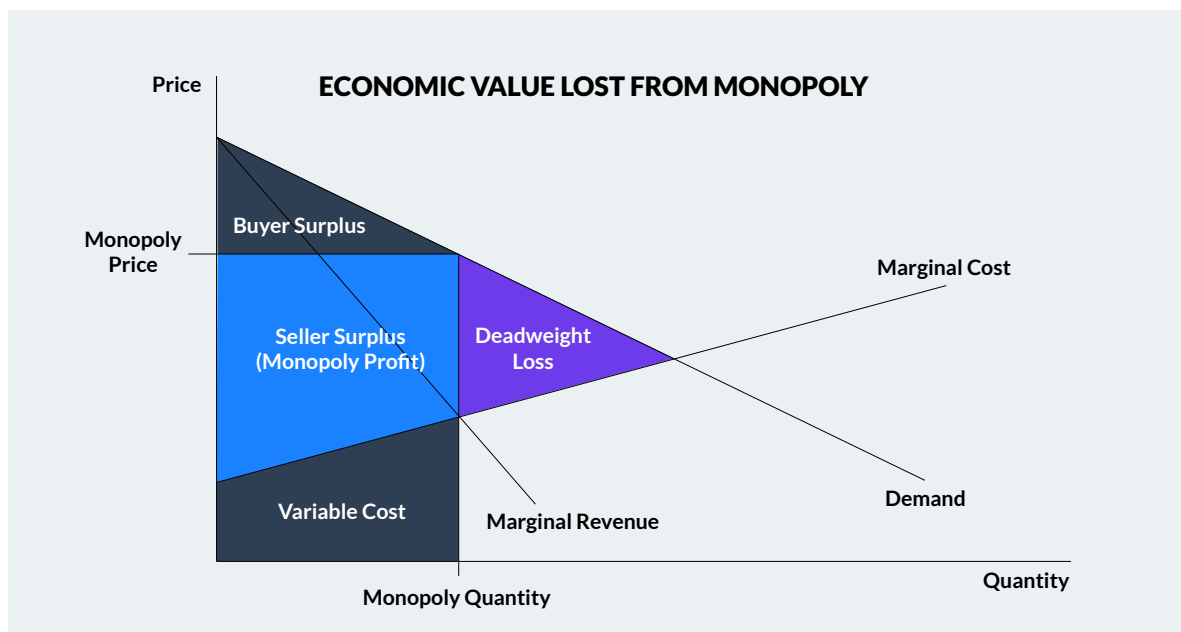 Price
ECONOMIC VALUE LOST FROM MONOPOLY
Buyer Surplus
Monopoly
Price
Marginal Cost
Seller Surplus
(Monopoly Profit)
Deadweight
Loss
Variable Cost
Marginal Revenue
Demand
Quantity
Monopoly Quantity